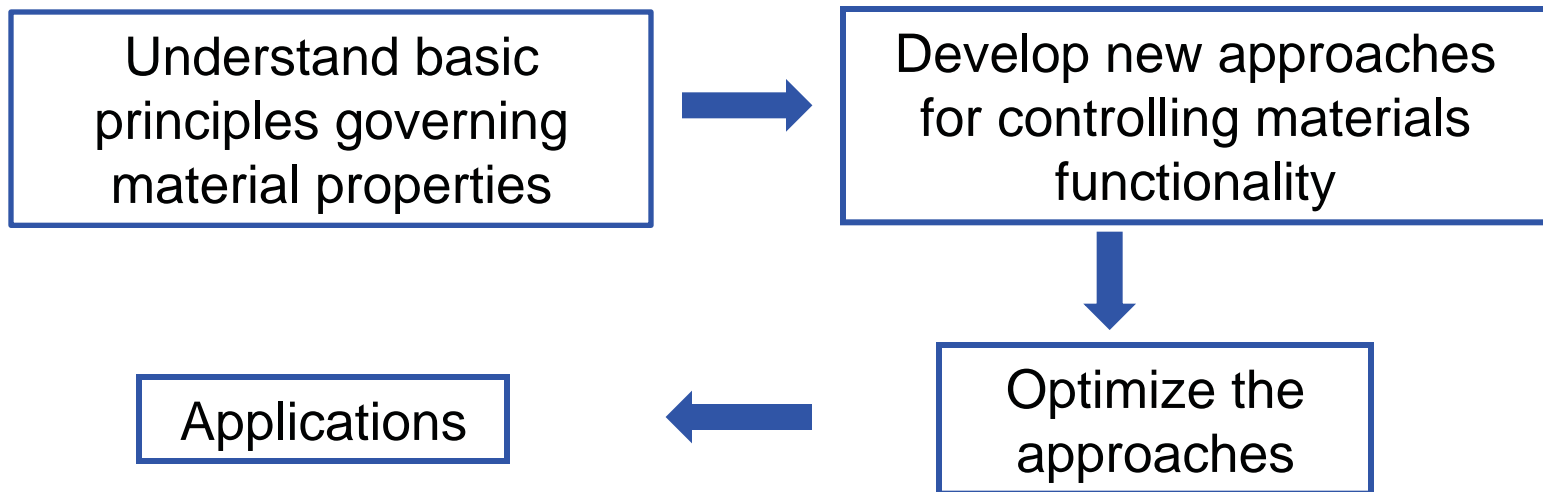 Understand basic
principles governing
material properties
Develop new approaches
for controlling materials
functionality
Optimize the
approaches
Applications